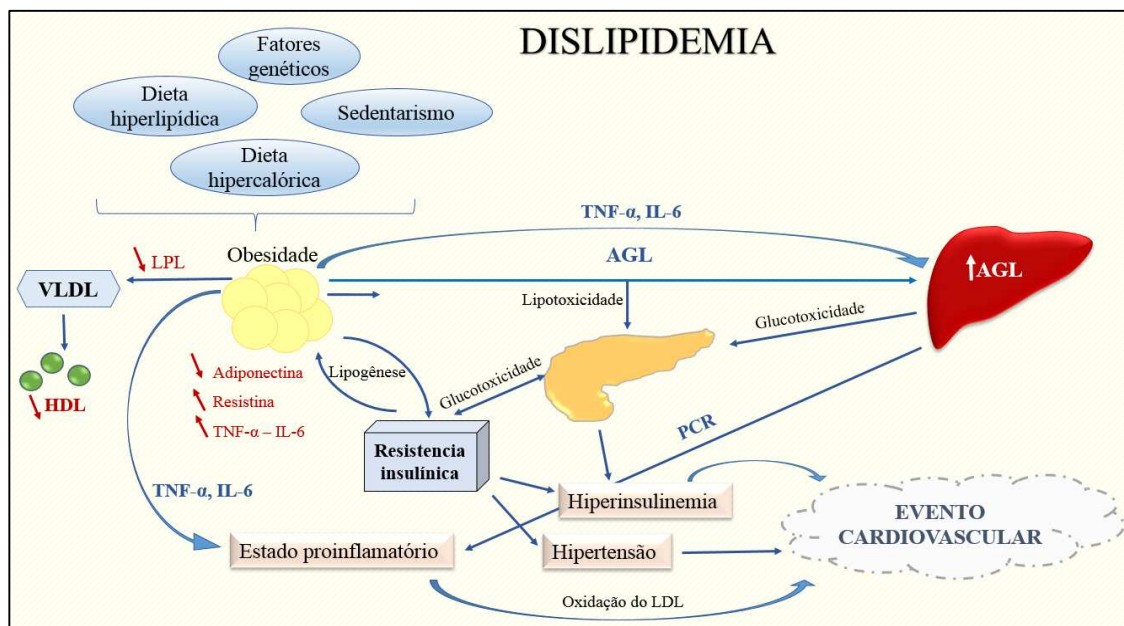 DISLIPIDEMIA
Fatores
genéticos
Dieta
hiperlipídica
Sedentarismo
Dieta
hipercalórica
TNF-α, IL-6
Obesidade
LPL
AGL
AGL
VLDL
Lipotoxicidade
Glucotoxicidade
HDL
Adiponectina
Resistina
TNF-α – IL-6
Lipogênese
Glucotoxicidade
Resistencia
insulínica
PCR
TNF-α, IL-6
Hiperinsulinemia
EVENTO
CARDIOVASCULAR
Estado proinflamatório
Hipertensão
Oxidação do LDL